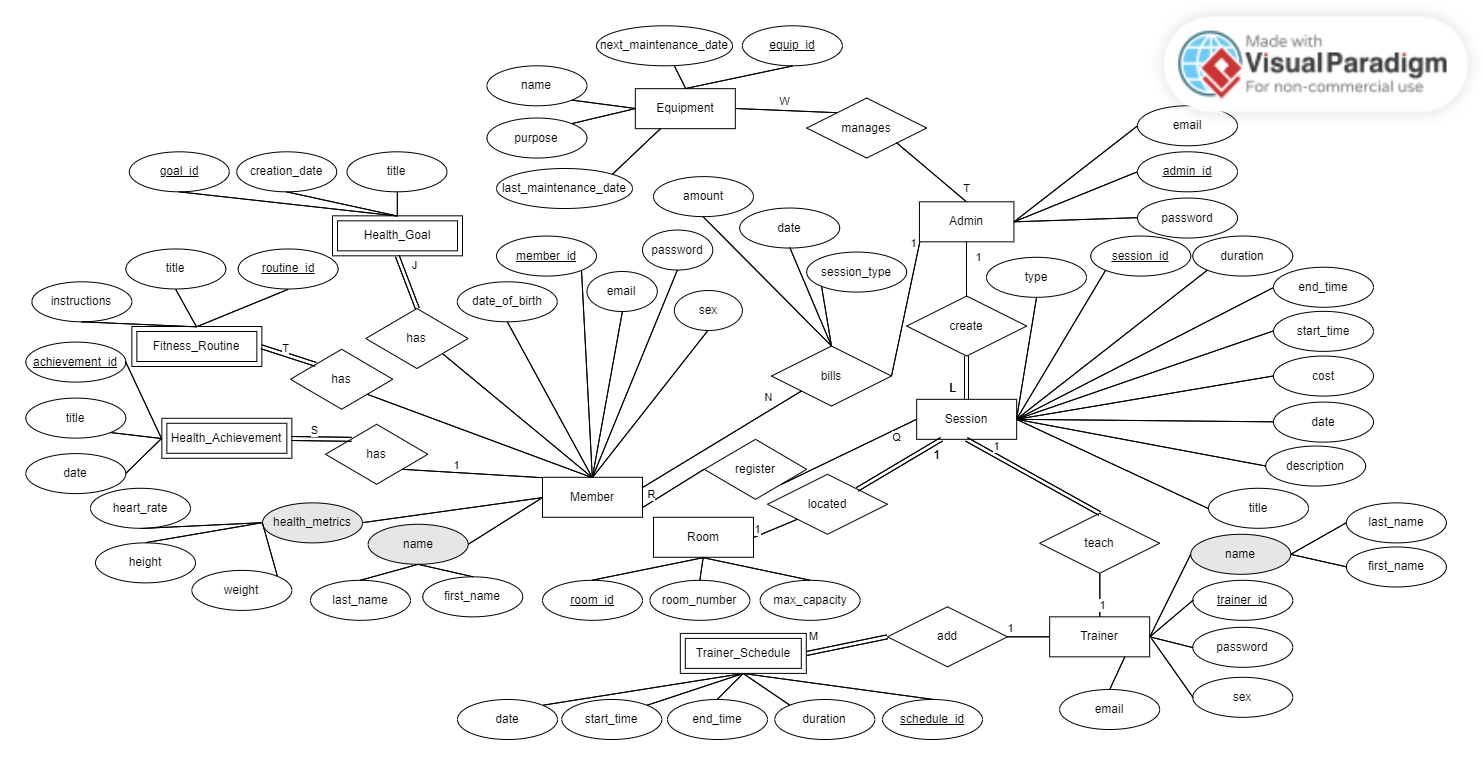 Made with
Visual Paradigm
For non-commercial use
next_maintenance_date
equip_id
name
Equipment
W
manages
purpose
last_maintenance_date
email
admin_id
password
T
Admin
1
1
goal_id
creation_date
title
Health_Goal
J
amount
date
session_type
member_id
password
email
sex
date_of_birth
title
routine_id
instructions
Fitness_Routine
T
has
has
achievement_id
title
date
Health_Achievement
S
has
1
type
session_id
duration
end_time
start_time
cost
date
description
title
create
L
Session
bills
N
Q
register
R
located
1
1
1
Member
heart_rate
health_metrics
height
weight
name
last_name
first_name
Room
room_id
room_number
max_capacity
teach
1
name
last_name
first_name
trainer_id
password
sex
email
Trainer
1
add
M
Trainer_Schedule
date
start_time
end_time
duration
schedule_id